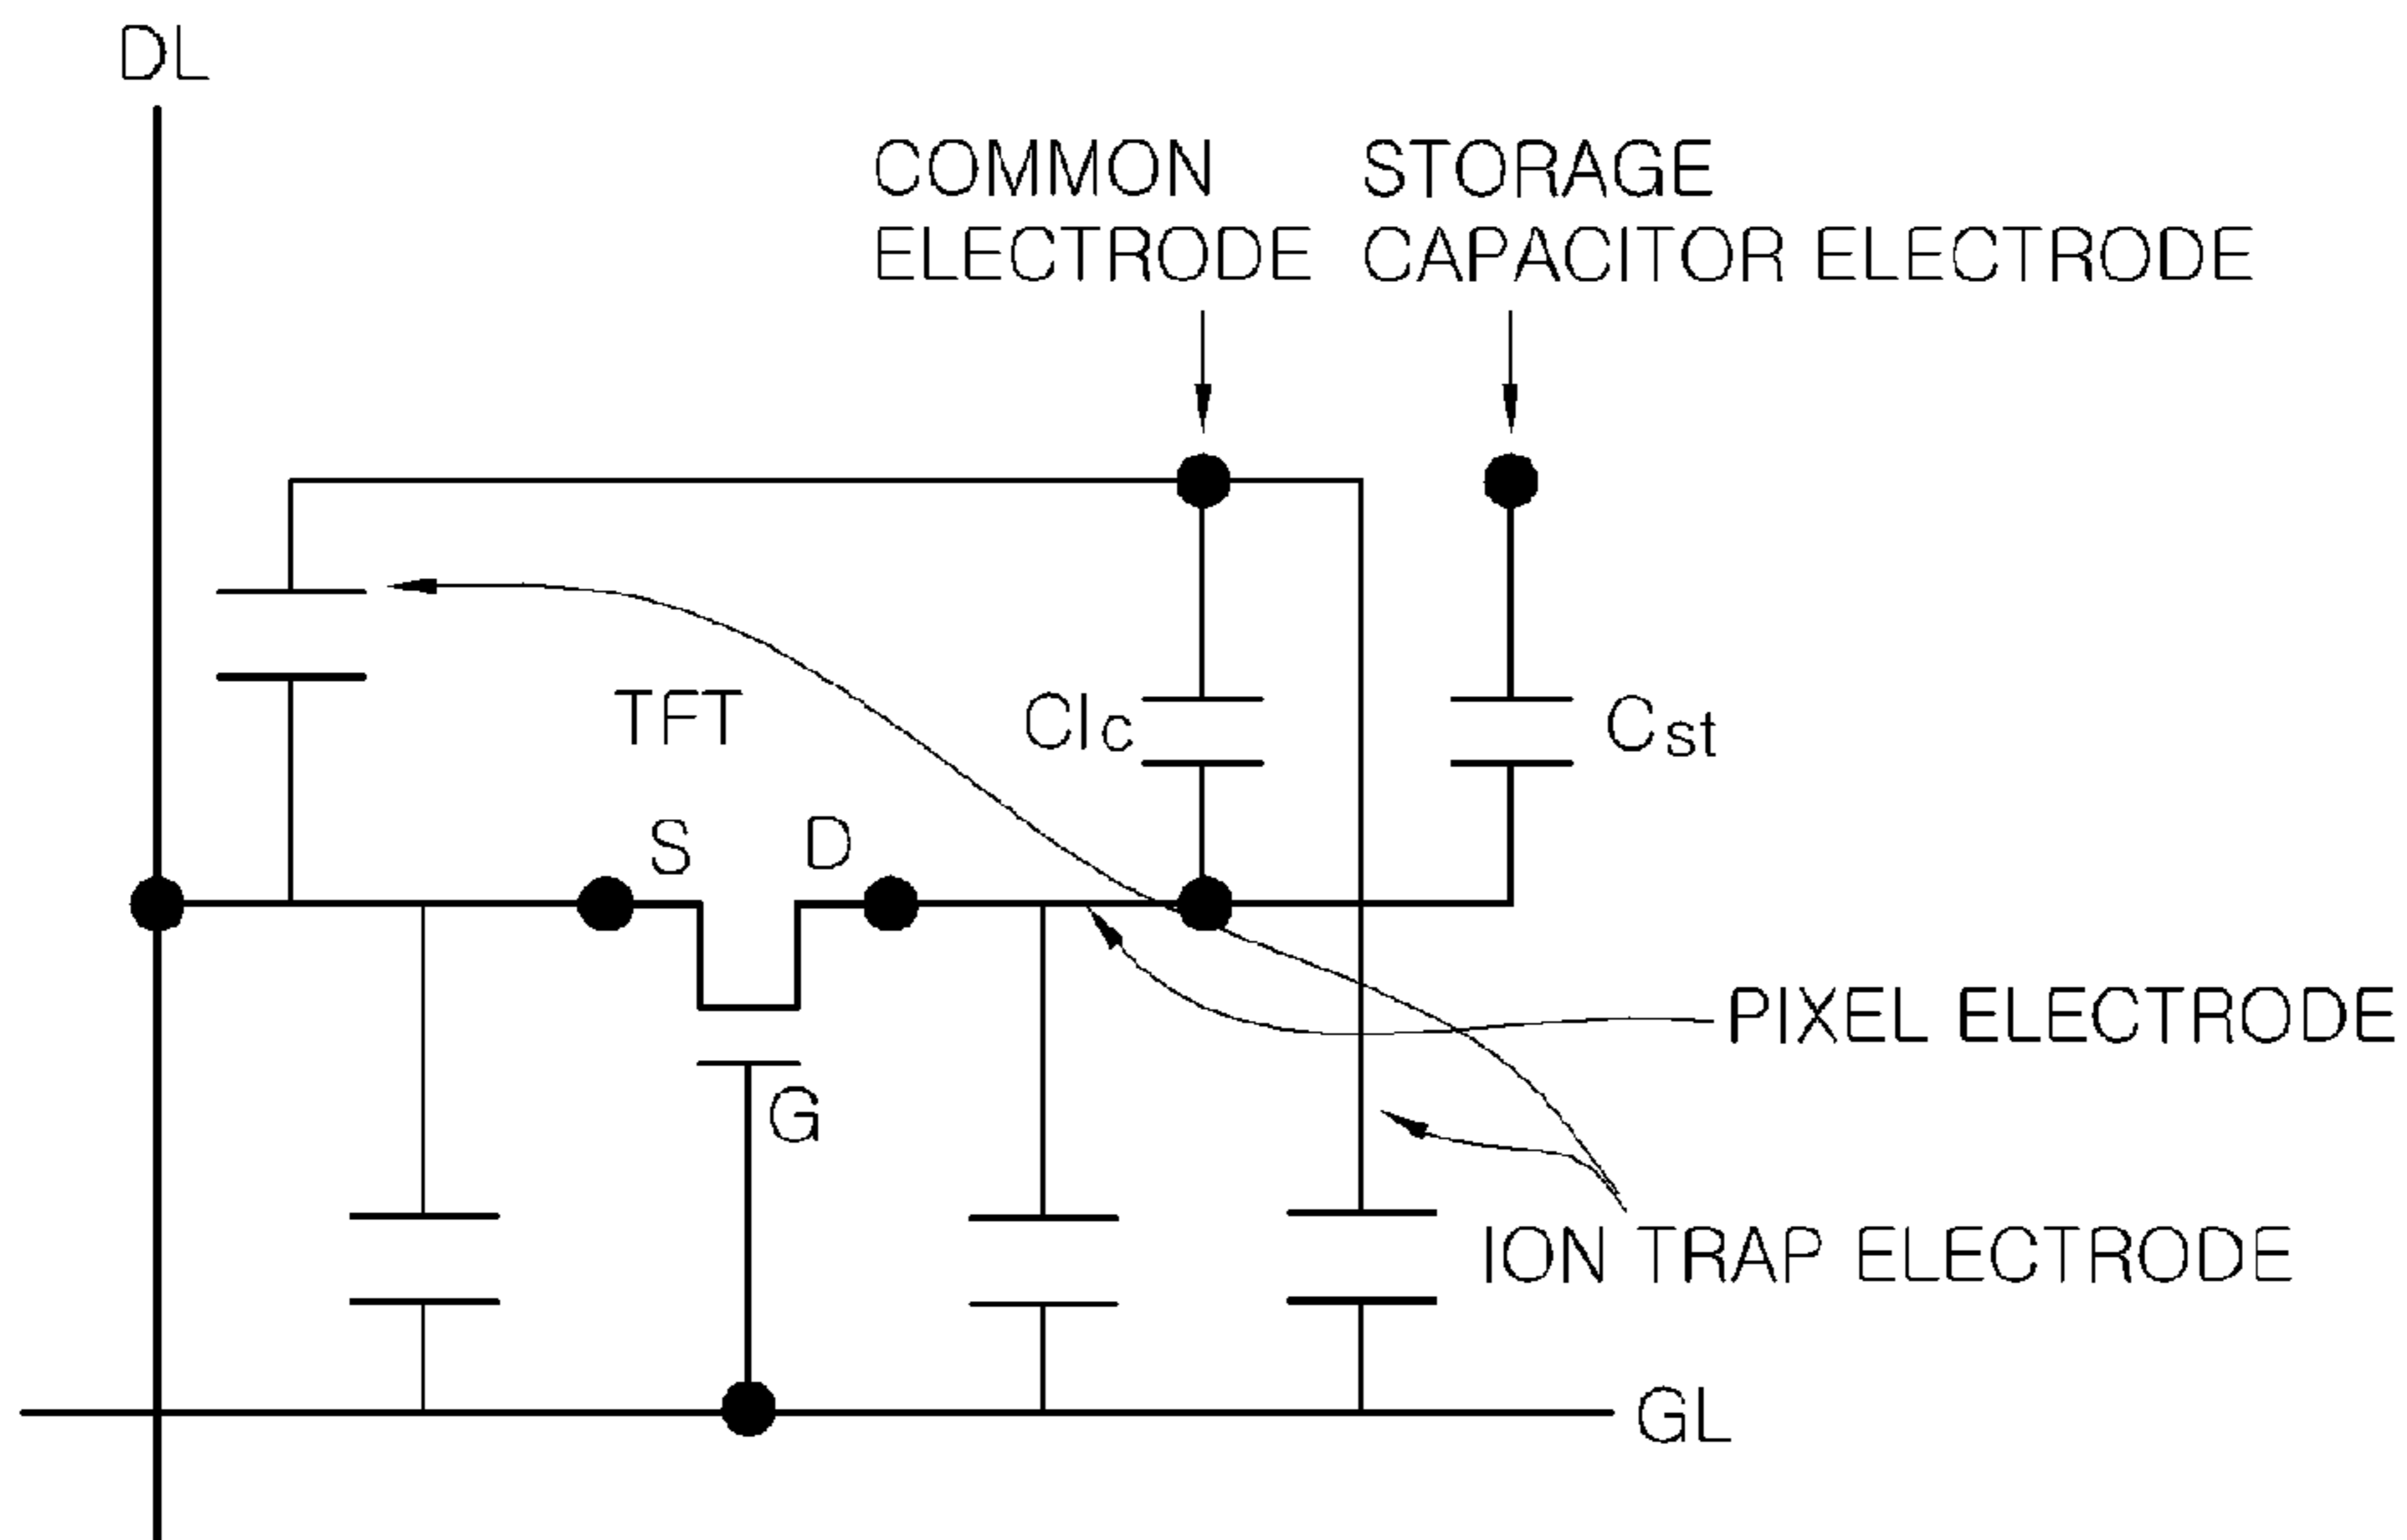 DL
COMMON
ELECTRODE
STORAGE
CAPACITOR ELECTRODE
TFT
Clc
Cst
S
D
PIXEL ELECTRODE
G
ION TRAP ELECTRODE
GL